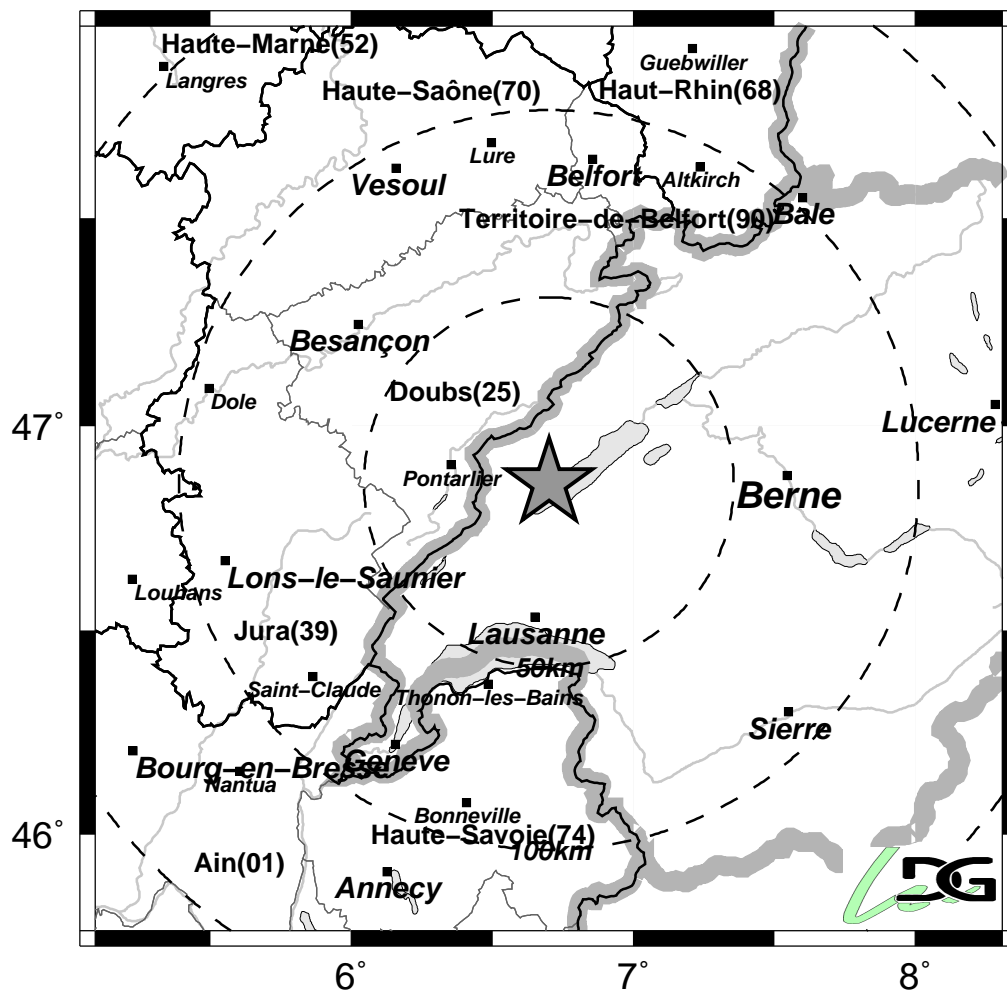 Haute−Marne(52)
Langres
Guebwiller
Haute−Saône(70)
Haut−Rhin(68)
Lure
Vesoul
Belfort
Altkirch
Territoire−de−Belfort(90)
Bale
Besançon
Doubs(25)
Dole
47°
Lucerne
Pontarlier
Berne
Lons−le−Saunier
Louhans
Jura(39)
Lausanne
50km
Saint−Claude
Thonon−les−Bains
Sierre
Geneve
Bourg−en−Bresse
Nantua
Bonneville
46°
Haute−Savoie(74)
100km
Ain(01)
Annecy
LDG
6°
7°
8°